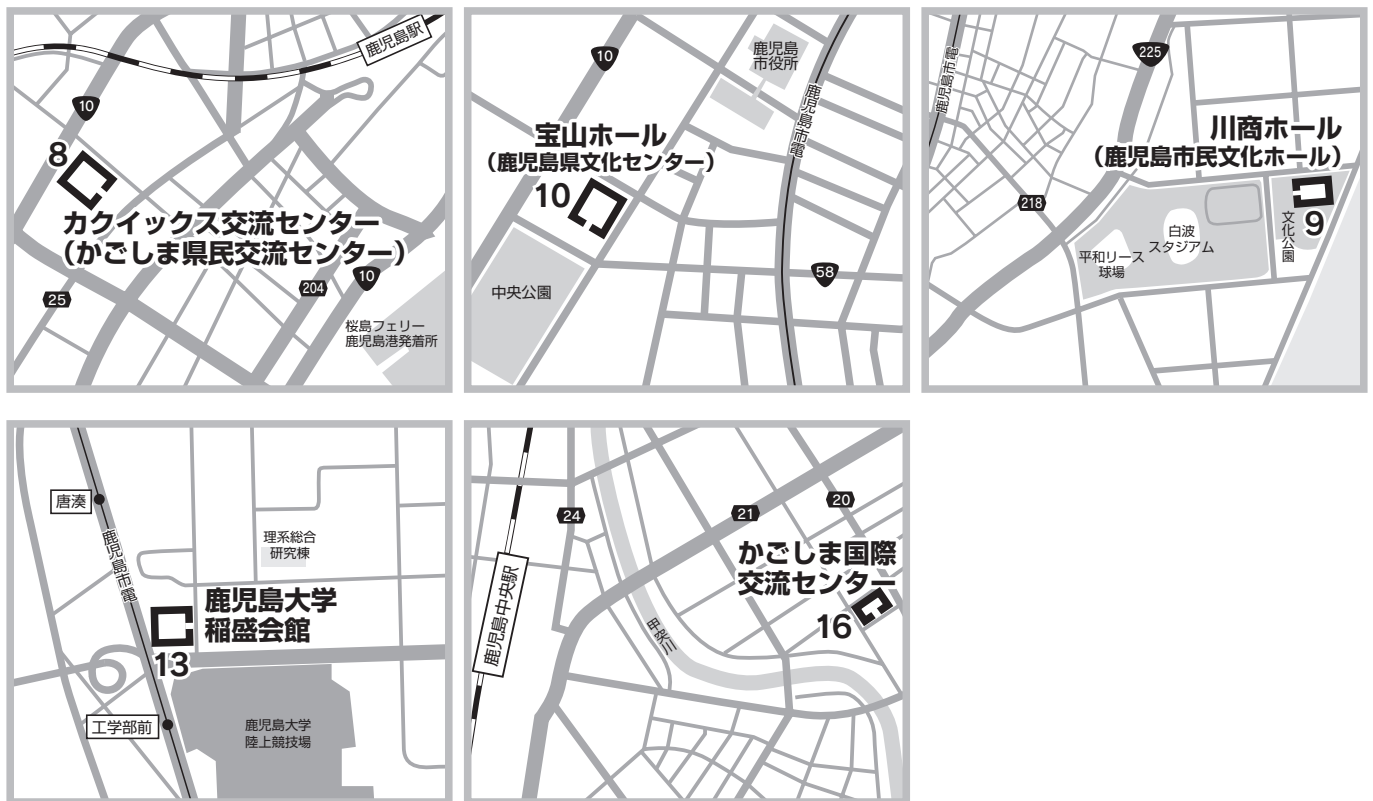 鹿児島駅
10
8
カクイックス交流センター
（かごしま県民交流センター）
25
204
10
桜島フェリー
鹿児島港発着所
10
鹿児島
市役所
鹿児島市電
宝山ホール
（鹿児島県文化センター）
10
中央公園
58
鹿児島市電
225
川商ホール
（鹿児島市民文化ホール）
218
9
文化公園
白波
スタジアム
平和リース
球場
唐湊
鹿児島市電
理系総合
研究棟
鹿児島大学
稲盛会館
13
工学部前
鹿児島大学
陸上競技場
24
21
20
鹿児島中央駅
かごしま国際
交流センター
16
甲突川